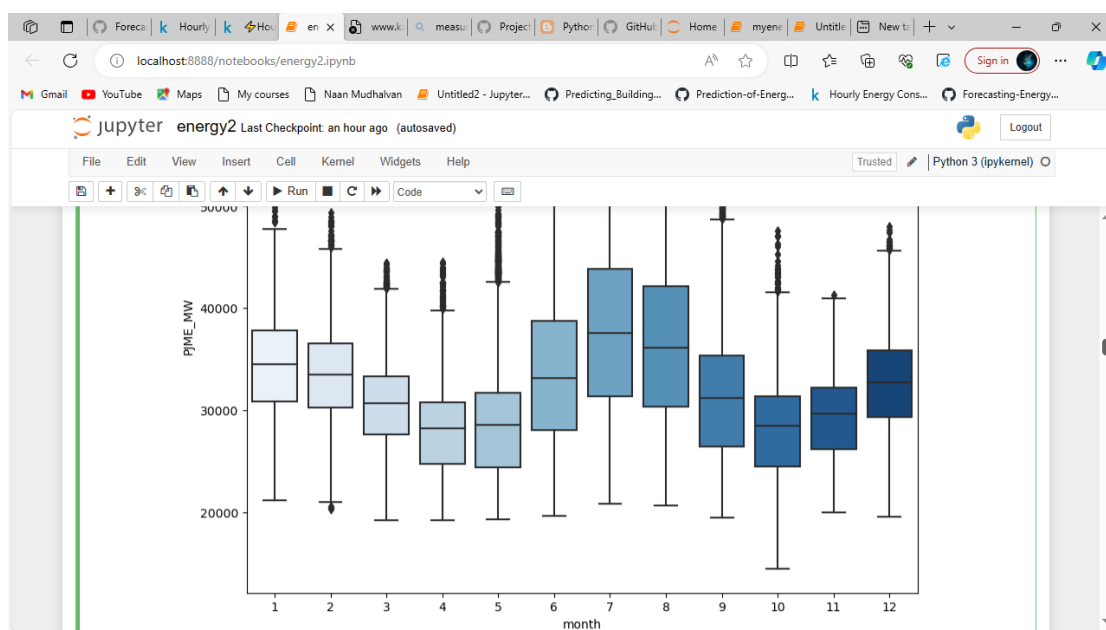 Foreca Hourly Hou en www.k measu Project Python GitHub Home myene Untitle New ta
localhost:8888/notebooks/energy2.ipynb Sign in
Gmail YouTube Maps My courses Naan Mudhalvan Untitled2 - Jupyter... Predicting_Building... Prediction-of-Energ... Hourly Energy Cons... Forecasting-Energy...
jupyter energy2 Last Checkpoint: an hour ago (autosaved) Logout
File Edit View Insert Cell Kernel Widgets Help Trusted Python 3 (ipykernel)
Run Code
50000
40000
PJME_MW
30000
20000
1 2 3 4 5 6 7 8 9 10 11 12
month